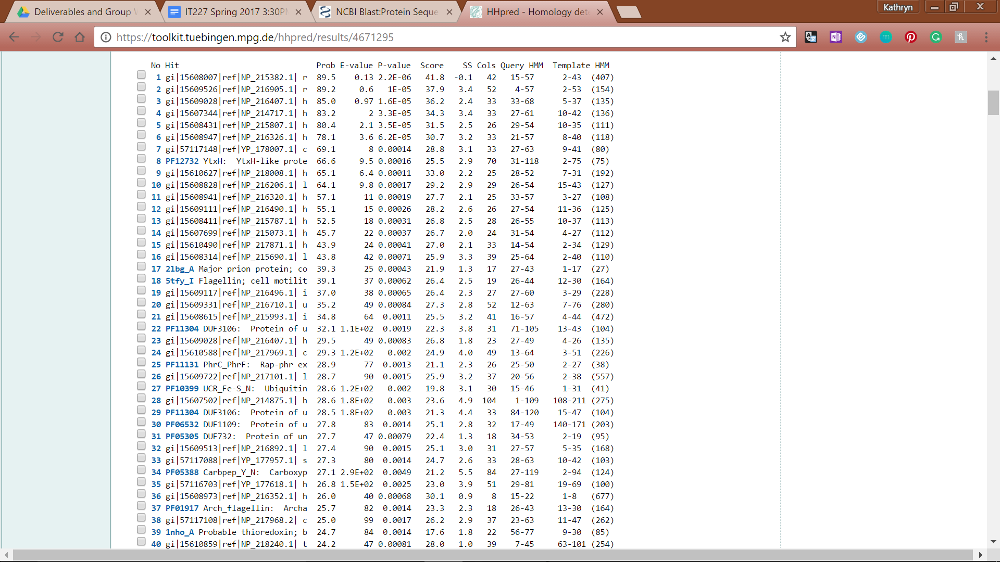 Deliverables and Group W
IT227 Spring 2017 3:30PM
NCBI Blast:Protein Seque
HHpred - Homology dete
Kathryn
https://toolkit.tuebingen.mpg.de/hhpred/results/4671295
No Hit Prob E-value P-value Score SS Cols Query HMM Template HMM
1 gi|15608007|ref|NP_215382.1| r 89.5 0.13 2.2E-06 41.8 -0.1 42 15-57 2-43 (407)
2 gi|15609526|ref|NP_216905.1| r 89.2 0.6 1E-05 37.9 3.4 52 4-57 2-53 (154)
3 gi|15609028|ref|NP_216407.1| h 85.0 0.97 1.6E-05 36.2 2.4 33 33-68 5-37 (135)
4 gi|15607344|ref|NP_214717.1| h 83.2 2 3.3E-05 34.3 3.4 33 27-61 10-42 (136)
5 gi|15608431|ref|NP_215807.1| h 80.4 2.1 3.5E-05 31.5 2.5 26 29-54 10-35 (111)
6 gi|15608947|ref|NP_216326.1| h 78.1 3.6 6.2E-05 30.7 3.2 33 21-57 8-40 (118)
7 gi|57117148|ref|YP_178007.1| c 69.1 8 0.00014 28.8 3.1 33 27-63 9-41 (80)
8 PF12732 YtxH: YtxH-like prote 66.6 9.5 0.00016 25.5 2.9 70 31-118 2-75 (75)
9 gi|15610627|ref|NP_218008.1| h 65.1 6.4 0.00011 33.0 2.2 25 28-52 7-31 (192)
10 gi|15608828|ref|NP_216206.1| l 64.1 9.8 0.00017 29.2 2.9 29 26-54 15-43 (127)
11 gi|15608941|ref|NP_216320.1| h 57.1 11 0.00019 27.7 2.1 25 33-57 3-27 (108)
12 gi|15609111|ref|NP_216490.1| h 55.1 15 0.00026 28.2 2.6 26 27-54 11-36 (125)
13 gi|15608411|ref|NP_215787.1| h 52.5 18 0.00031 26.8 2.5 28 26-55 10-37 (113)
14 gi|15607699|ref|NP_215073.1| h 45.7 22 0.00037 26.7 2.0 24 31-54 4-27 (112)
15 gi|15610490|ref|NP_217871.1| h 43.9 24 0.00041 27.0 2.1 33 14-54 2-34 (129)
16 gi|15608314|ref|NP_215690.1| l 43.8 42 0.00071 25.9 3.3 39 25-64 2-40 (110)
17 2lbg_A Major prion protein; co 39.3 25 0.00043 21.9 1.3 17 27-43 1-17 (27)
18 5tfy_I Flagellin; cell motilit 39.1 37 0.00062 26.4 2.5 19 26-44 12-30 (164)
19 gi|15609117|ref|NP_216496.1| i 37.0 38 0.00065 26.4 2.3 27 27-60 3-29 (228)
20 gi|15609331|ref|NP_216710.1| u 35.2 49 0.00084 27.3 2.8 52 12-63 7-76 (280)
21 gi|15608615|ref|NP_215993.1| i 34.8 64 0.0011 25.5 3.2 41 16-57 4-44 (472)
22 PF11304 DUF3106: Protein of u 32.1 1.1E+02 0.0019 22.3 3.8 31 71-105 13-43 (104)
23 gi|15609028|ref|NP_216407.1| h 29.5 49 0.00083 26.8 1.8 23 27-49 4-26 (135)
24 gi|15610588|ref|NP_217969.1| c 29.3 1.2E+02 0.002 24.9 4.0 49 13-64 3-51 (226)
25 PF11131 PhrC_PhrF: Rap-phr ex 28.9 77 0.0013 21.1 2.3 26 25-50 2-27 (38)
26 gi|15609722|ref|NP_217101.1| l 28.7 90 0.0015 25.9 3.2 37 20-56 2-38 (557)
27 PF10399 UCR_Fe-S_N: Ubiquitin 28.6 1.2E+02 0.002 19.8 3.1 30 15-46 1-31 (41)
28 gi|15607502|ref|NP_214875.1| h 28.6 1.8E+02 0.003 23.6 4.9 104 1-109 108-211 (275)
29 PF11304 DUF3106: Protein of u 28.5 1.8E+02 0.003 21.3 4.4 33 84-120 15-47 (104)
30 PF06532 DUF1109: Protein of u 27.8 83 0.0014 25.1 2.8 32 17-49 140-171 (203)
31 PF05305 DUF732: Protein of un 27.7 47 0.00079 22.4 1.3 18 34-53 2-19 (95)
32 gi|15609513|ref|NP_216892.1| l 27.4 90 0.0015 25.1 3.0 31 27-57 5-35 (168)
33 gi|57117088|ref|YP_177957.1| s 27.3 80 0.0014 24.7 2.6 33 28-63 10-42 (103)
34 PF05388 Carbpep_Y_N: Carboxyp 27.1 2.9E+02 0.0049 21.2 5.5 84 27-119 2-94 (124)
35 gi|57116703|ref|YP_177618.1| h 26.8 1.5E+02 0.0025 23.0 3.9 51 29-81 19-69 (100)
36 gi|15608973|ref|NP_216352.1| h 26.0 40 0.00068 30.1 0.9 8 15-22 1-8 (677)
37 PF01917 Arch_flagellin: Archa 25.7 82 0.0014 23.3 2.3 18 26-43 13-30 (164)
38 gi|57117108|ref|NP_217968.2| c 25.0 99 0.0017 26.2 2.9 37 23-63 11-47 (262)
39 1nho_A Probable thioredoxin; b 24.7 84 0.0014 17.6 1.8 22 56-77 9-30 (85)
40 gi|15610859|ref|NP_218240.1| t 24.2 47 0.00081 28.0 1.0 39 7-45 63-101 (254)